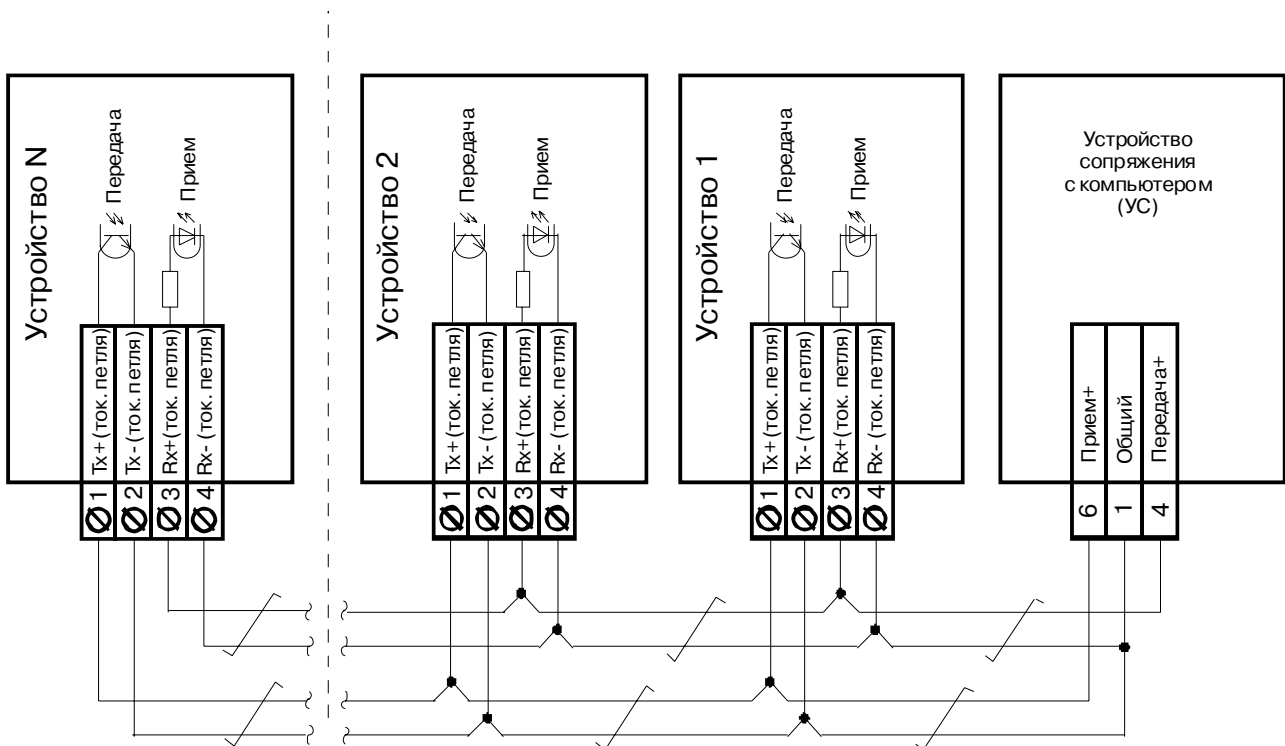 Устройство N
Передача
Прием
1 Tx+ (ток. петля)
2 Tx- (ток. петля)
3 Rx+ (ток. петля)
4 Rx- (ток. петля)
Устройство 2
Передача
Прием
1 Tx+ (ток. петля)
2 Tx- (ток. петля)
3 Rx+ (ток. петля)
4 Rx- (ток. петля)
Устройство 1
Передача
Прием
1 Tx+ (ток. петля)
2 Tx- (ток. петля)
3 Rx+ (ток. петля)
4 Rx- (ток. петля)
Устройство
сопряжения
с компьютером
(УС)
6 Прием+
1 Общий
4 Передача+